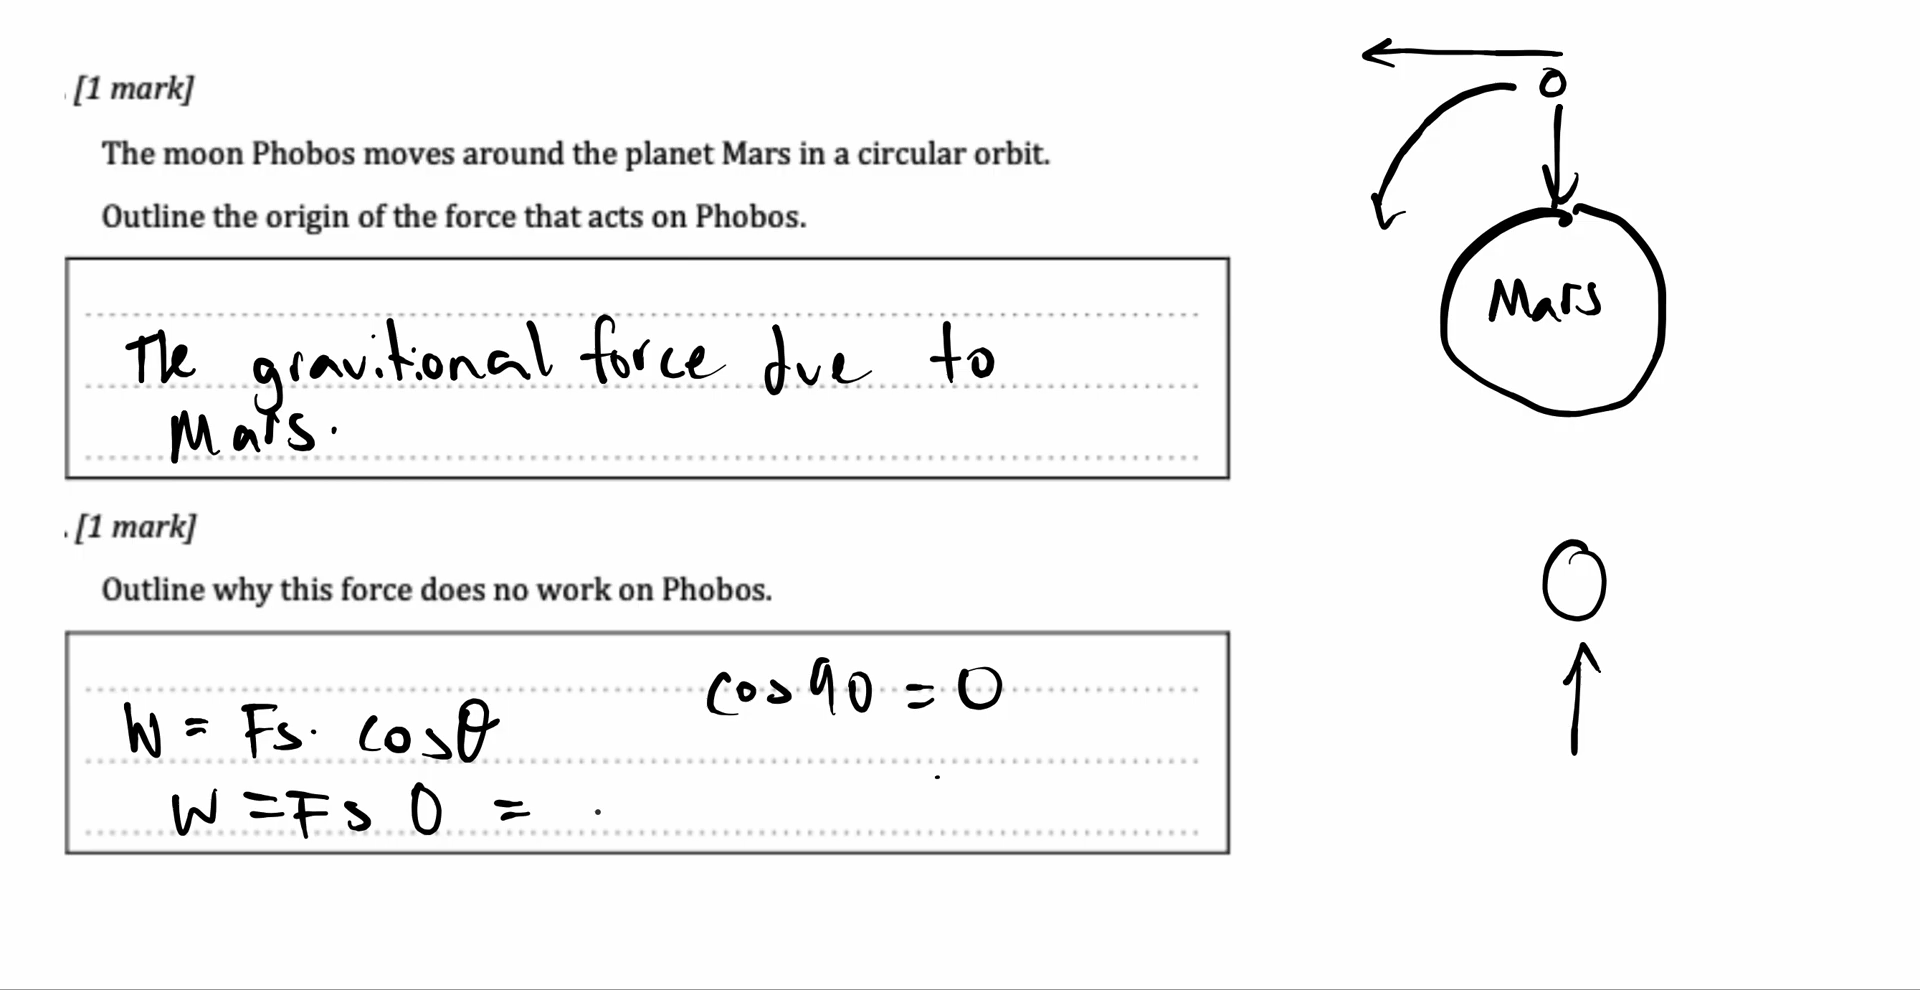 . [1 mark]
The moon Phobos moves around the planet Mars in a circular orbit.
Outline the origin of the force that acts on Phobos.
The gravitional force due to
Mars.
. [1 mark]
Outline why this force does no work on Phobos.
cos 90 = 0
W = Fs. cosθ
W = Fs 0 = .
Mars